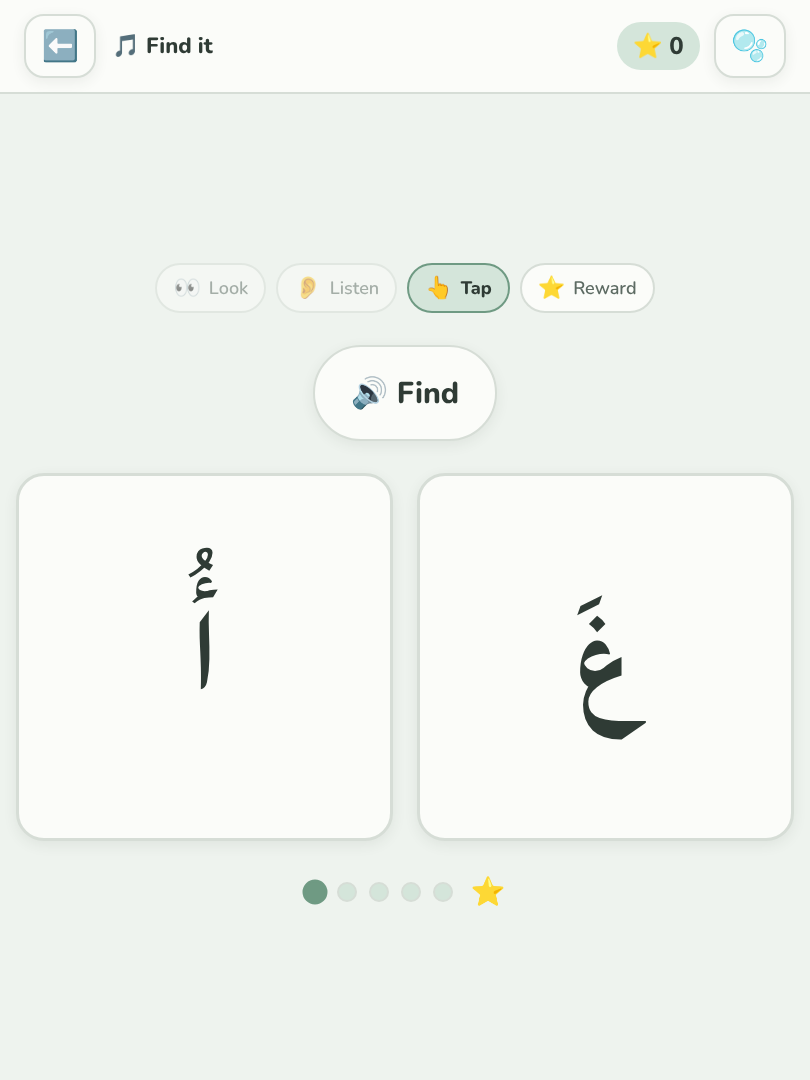 Find it
0
Look
Listen
Tap
Reward
Find
أُ
غَ